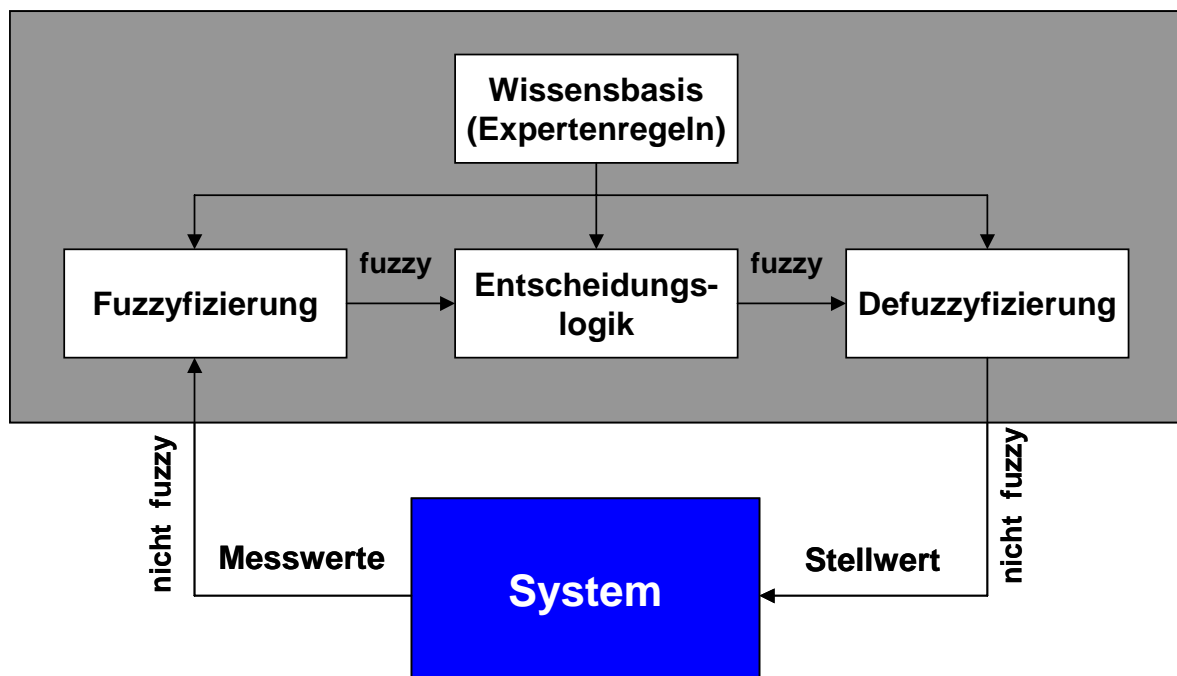 Wissensbasis
(Expertenregeln)
fuzzy
fuzzy
Fuzzyfizierung
Entscheidungs-
logik
Defuzzyfizierung
nicht fuzzy
nicht fuzzy
Messwerte
Stellwert
System